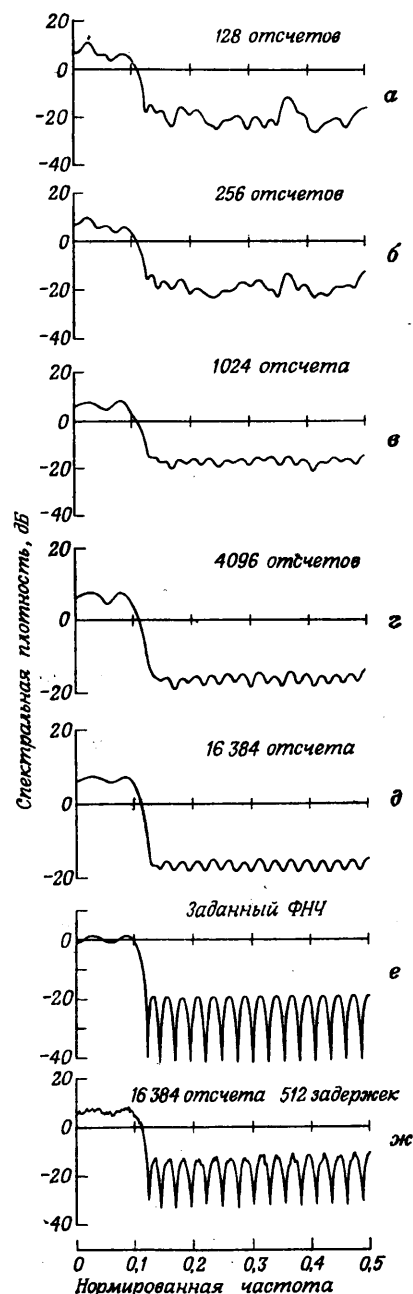 20
128 отсчетов
0
-20
а
-40
20
256 отсчетов
0
б
-20
-40
20
1024 отсчета
0
в
-20
-40
Спектральная плотность, дБ
20
4096 отсчетов
0
г
-20
20
16 384 отсчета
0
д
-20
Заданный ФНЧ
0
е
-20
-40
20
16 384 отсчета 512 задержек
0
ж
-20
-40
0 0,1 0,2 0,3 0,4 0,5
Нормированная частота